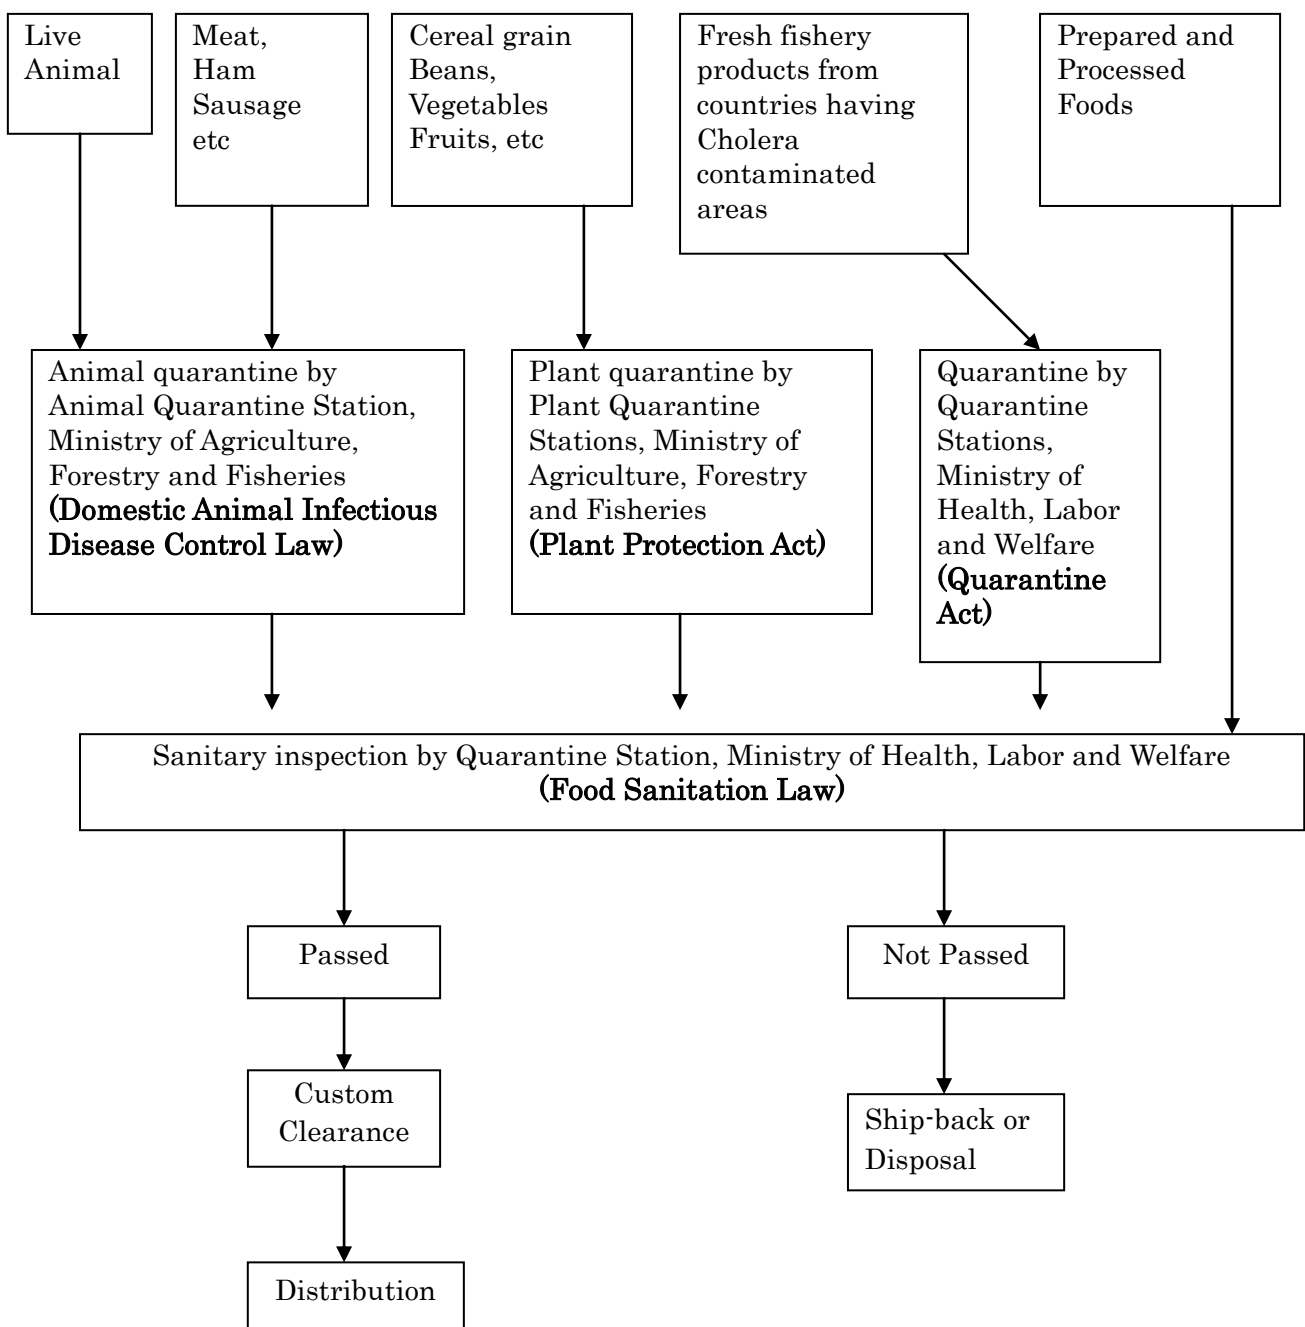 Live
Animal
Meat,
Ham
Sausage
etc
Cereal grain
Beans,
Vegetables
Fruits, etc
Fresh fishery
products from
countries having
Cholera
contaminated
areas
Prepared and
Processed
Foods
Animal quarantine by
Animal Quarantine Station,
Ministry of Agriculture,
Forestry and Fisheries
(Domestic Animal Infectious
Disease Control Law)
Plant quarantine by
Plant Quarantine
Stations, Ministry of
Agriculture, Forestry
and Fisheries
(Plant Protection Act)
Quarantine by
Quarantine
Stations,
Ministry of
Health, Labor
and Welfare
(Quarantine
Act)
Sanitary inspection by Quarantine Station, Ministry of Health, Labor and Welfare
(Food Sanitation Law)
Passed
Not Passed
Custom
Clearance
Ship-back or
Disposal
Distribution